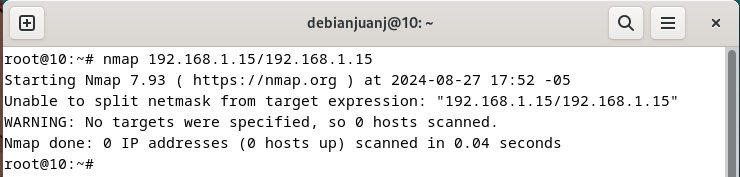 debianjuanj@10: ~
root@10:~# nmap 192.168.1.15/192.168.1.15
Starting Nmap 7.93 ( https://nmap.org ) at 2024-08-27 17:52 -05
Unable to split netmask from target expression: "192.168.1.15/192.168.1.15"
WARNING: No targets were specified, so 0 hosts scanned.
Nmap done: 0 IP addresses (0 hosts up) scanned in 0.04 seconds
root@10:~#